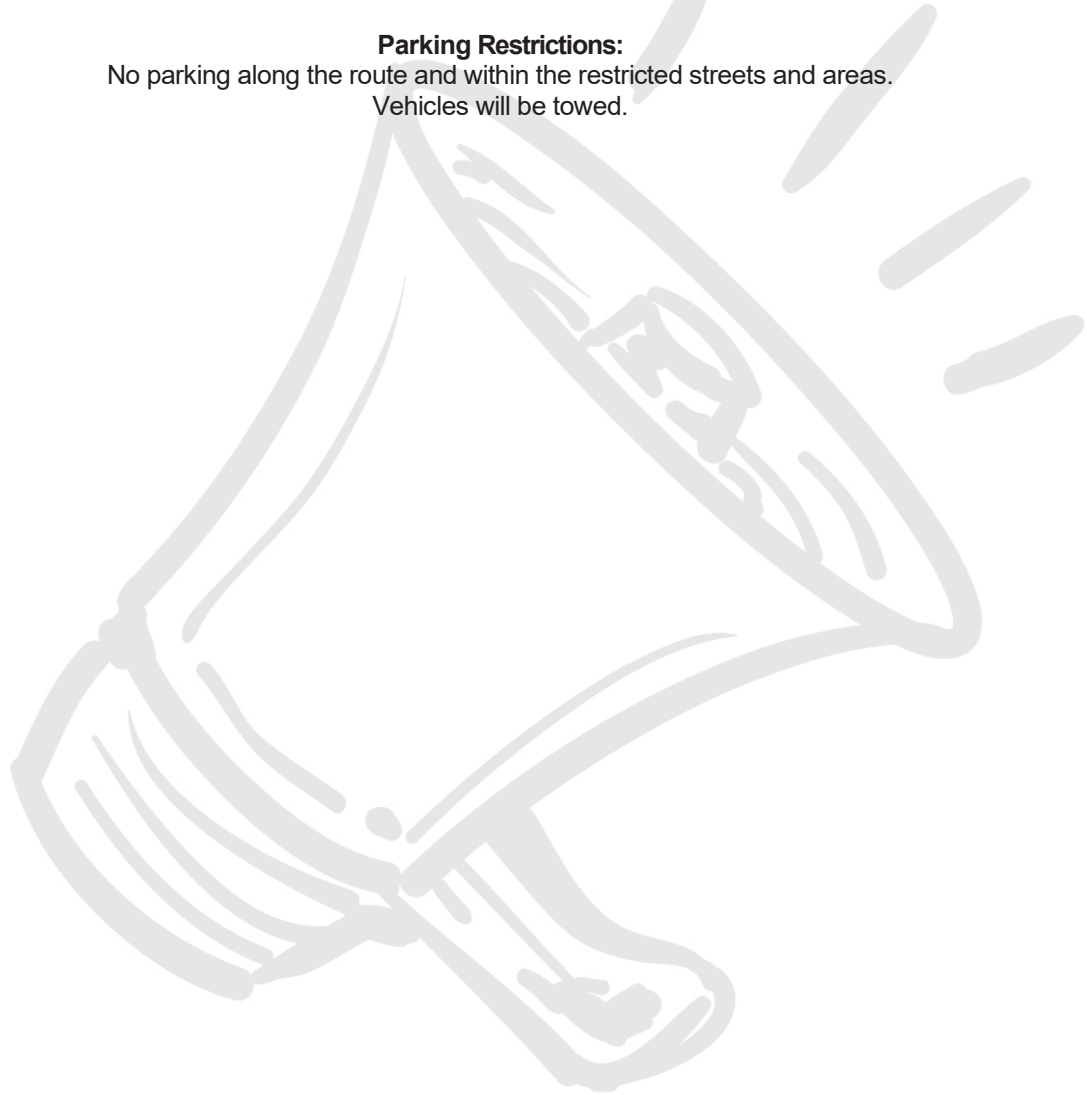 Parking Restrictions:
No parking along the route and within the restricted streets and areas.
Vehicles will be towed.